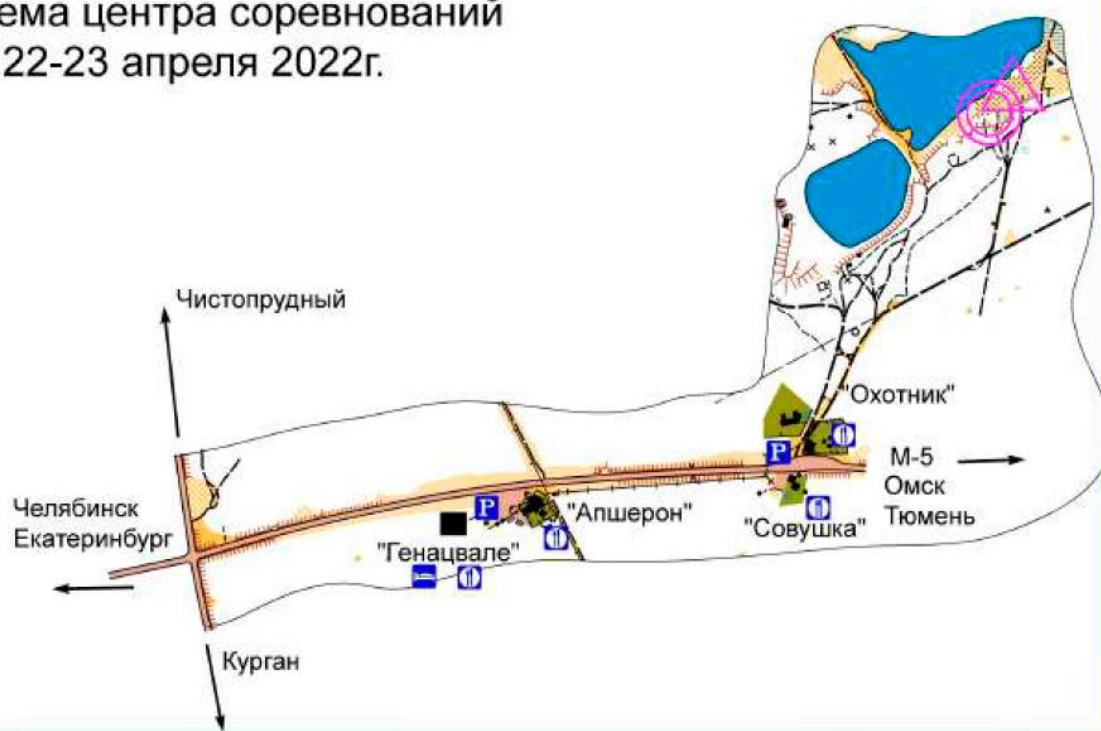 ема центра соревнований
22-23 апреля 2022г.
Чистопрудный
"Охотник"
P
М-5
Омск
Тюмень
Челябинск
Екатеринбург
P
"Апшерон"
"Совушка"
"Генацвале"
Курган